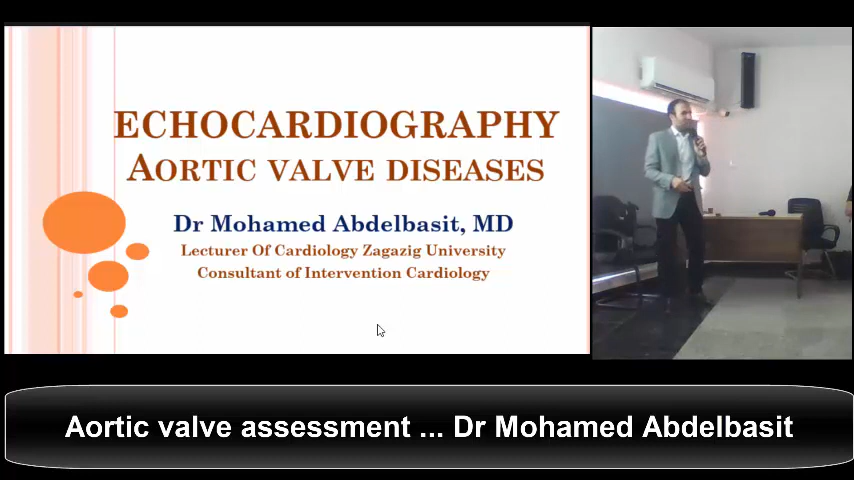 ECHOCARDIOGRAPHY
AORTIC VALVE DISEASES
Dr Mohamed Abdelbasit, MD
Lecturer Of Cardiology Zagazig University
Consultant of Intervention Cardiology
Aortic valve assessment ... Dr Mohamed Abdelbasit